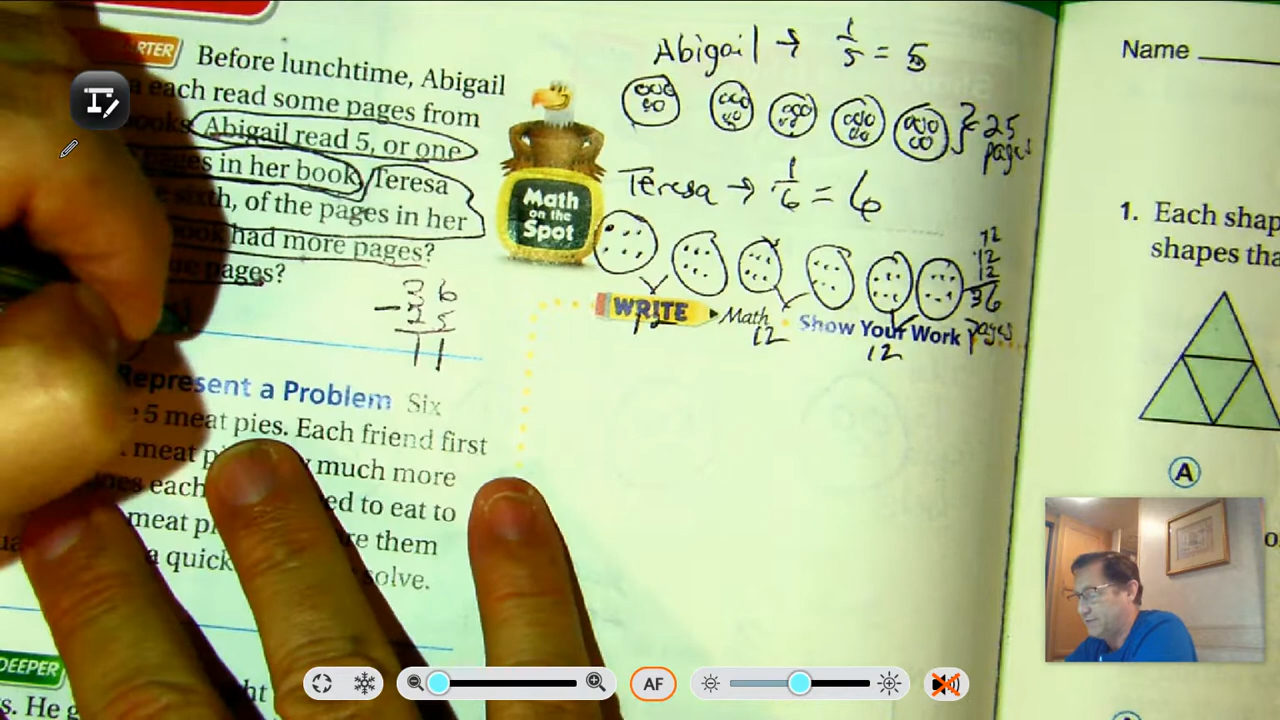 RTER Before lunchtime, Abigail
each read some pages from
books. Abigail read 5, or one
pages in her book. Teresa
sixth, of the pages in her
book had more pages?
pages?
36
- 25
11
Represent a Problem Six
5 meat pies. Each friend first
meat much more
each ed to eat to
meat them
a quick solve.
DEEPER
s. He
Math
on the
Spot
Abigail → 1/5 = 5
} = 25
pages
Teresa → 1/6 = 6
12
12
12
36
pages
WRITE ▸ Math Show Your Work
12 12 12
Name
1. Each shap
shapes tha
A
AF